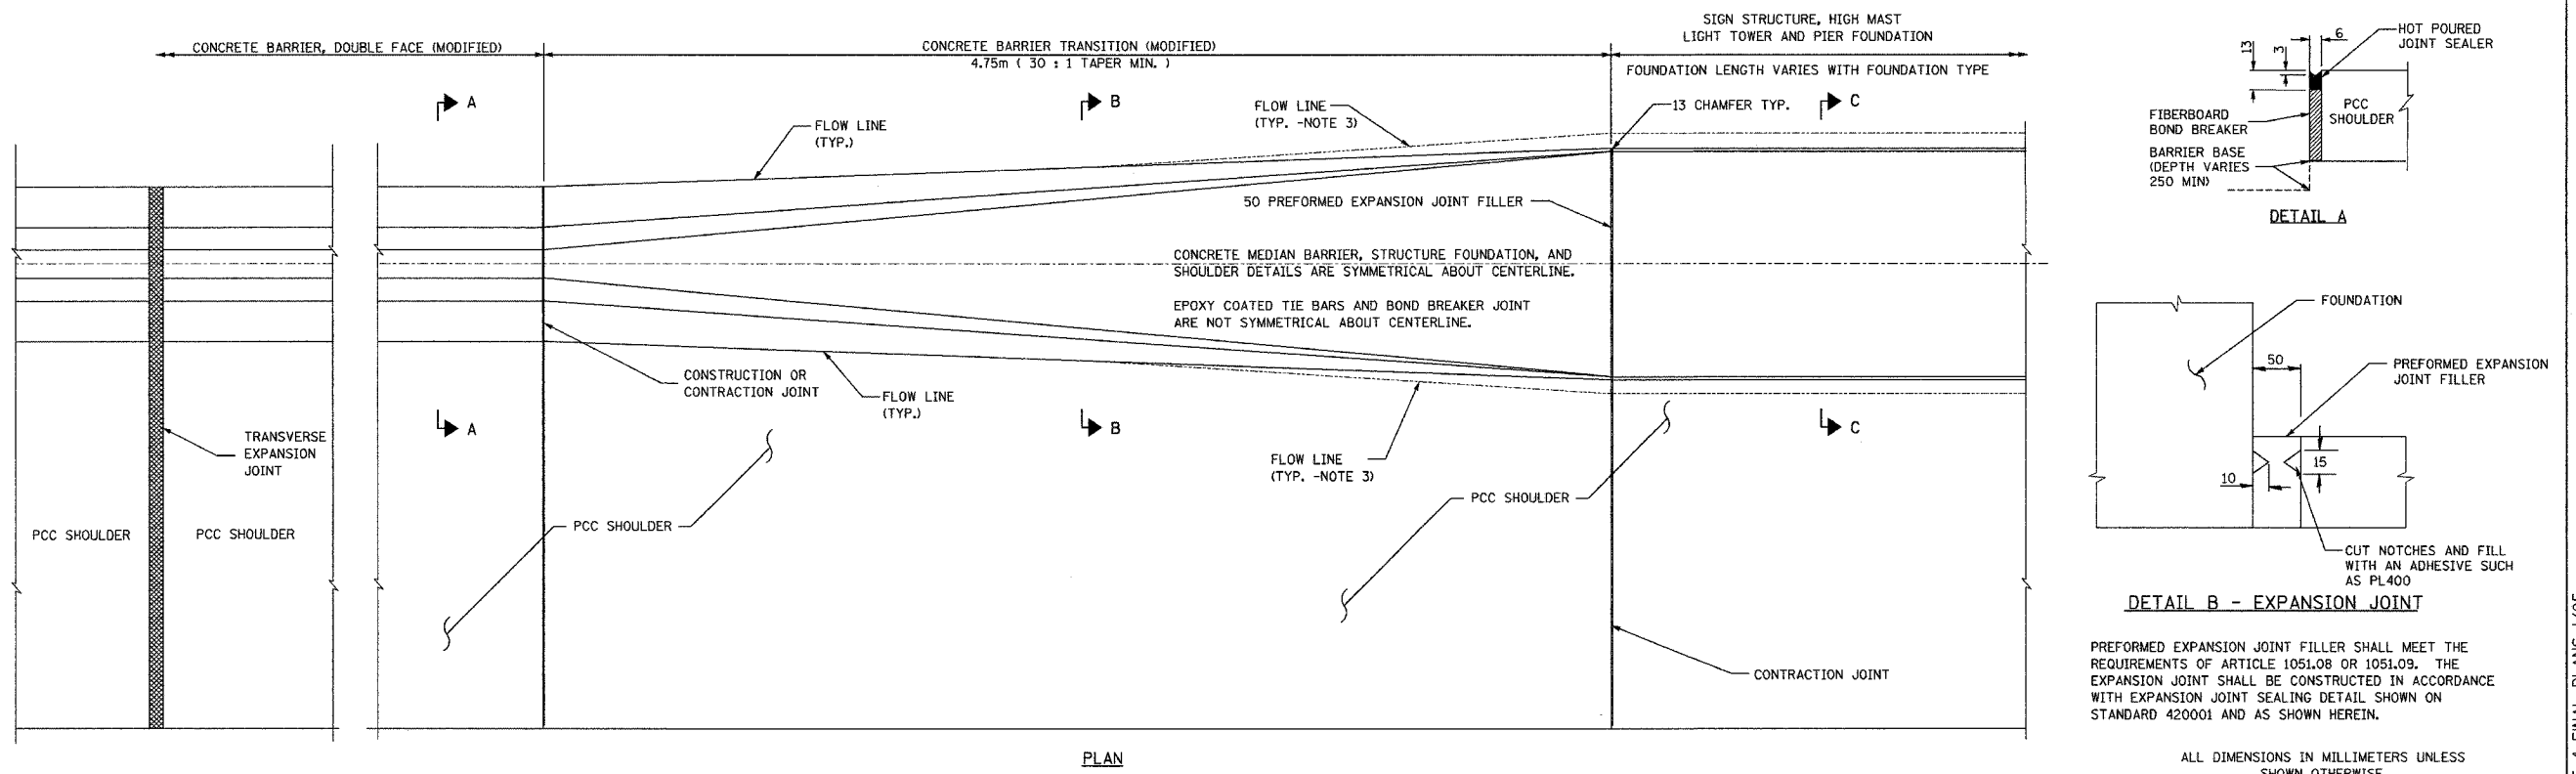 CONCRETE BARRIER, DOUBLE FACE (MODIFIED)
CONCRETE BARRIER TRANSITION (MODIFIED)
4.75m ( 30 : 1 TAPER MIN. )
SIGN STRUCTURE, HIGH MAST
LIGHT TOWER AND PIER FOUNDATION
FOUNDATION LENGTH VARIES WITH FOUNDATION TYPE
A
B
C
FLOW LINE
(TYP.)
FLOW LINE
(TYP. -NOTE 3)
13 CHAMFER TYP.
50 PREFORMED EXPANSION JOINT FILLER
CONCRETE MEDIAN BARRIER, STRUCTURE FOUNDATION, AND
SHOULDER DETAILS ARE SYMMETRICAL ABOUT CENTERLINE.
EPOXY COATED TIE BARS AND BOND BREAKER JOINT
ARE NOT SYMMETRICAL ABOUT CENTERLINE.
CONSTRUCTION OR
CONTRACTION JOINT
FLOW LINE
(TYP.)
A
B
C
TRANSVERSE
EXPANSION
JOINT
FLOW LINE
(TYP. -NOTE 3)
PCC SHOULDER
PCC SHOULDER
PCC SHOULDER
PCC SHOULDER
CONTRACTION JOINT
PLAN
13
3
6
HOT POURED
JOINT SEALER
FIBERBOARD
BOND BREAKER
PCC
SHOULDER
BARRIER BASE
(DEPTH VARIES
250 MIN)
DETAIL A
FOUNDATION
50
PREFORMED EXPANSION
JOINT FILLER
15
10
CUT NOTCHES AND FILL
WITH AN ADHESIVE SUCH
AS PL400
DETAIL B - EXPANSION JOINT
PREFORMED EXPANSION JOINT FILLER SHALL MEET THE
REQUIREMENTS OF ARTICLE 1051.08 OR 1051.09. THE
EXPANSION JOINT SHALL BE CONSTRUCTED IN ACCORDANCE
WITH EXPANSION JOINT SEALING DETAIL SHOWN ON
STANDARD 420001 AND AS SHOWN HEREIN.
ALL DIMENSIONS IN MILLIMETERS UNLESS
SHOWN OTHERWISE